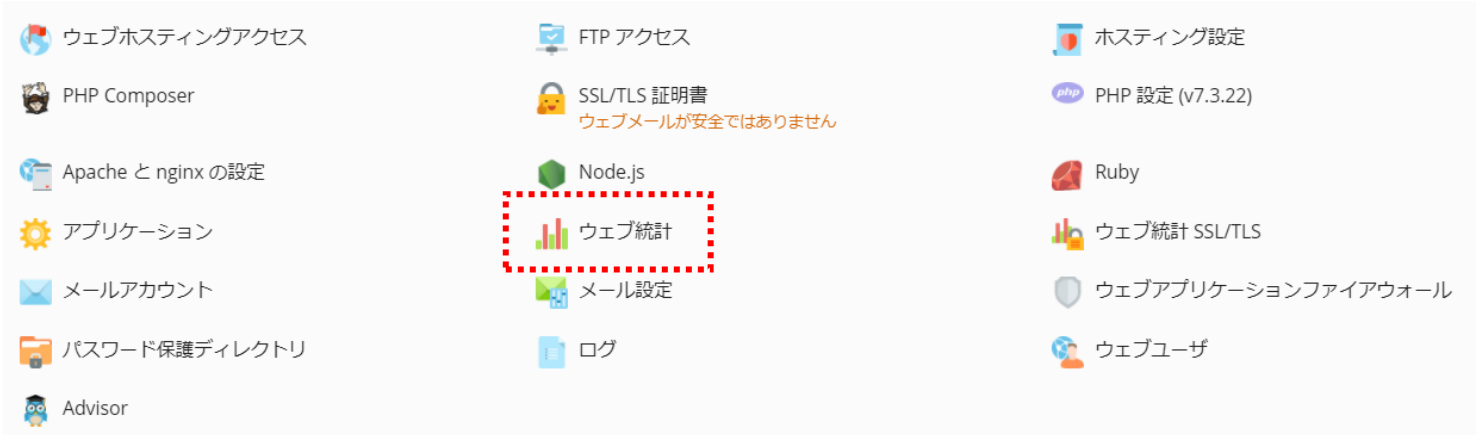 ウェブホスティングアクセス
FTP アクセス
ホスティング設定
PHP Composer
SSL/TLS 証明書
ウェブメールが安全ではありません
php
PHP 設定 (v7.3.22)
Apache と nginx の設定
Node.js
Ruby
アプリケーション
ウェブ統計
ウェブ統計 SSL/TLS
メールアカウント
メール設定
ウェブアプリケーションファイアウォール
パスワード保護ディレクトリ
ログ
ウェブユーザ
Advisor